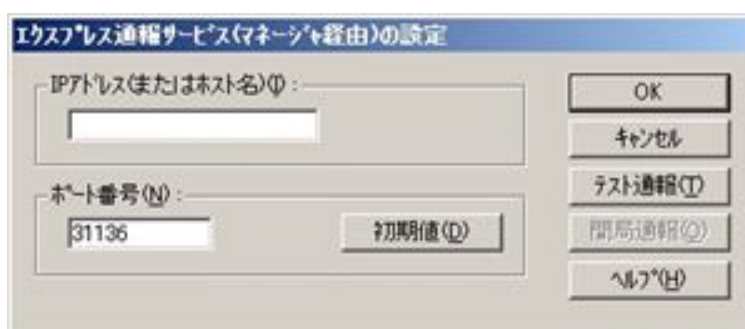 ｴｸｽﾌﾟﾚｽ通報ｻｰﾋﾞｽ(ﾏﾈｰｼﾞｬ経由)の設定
IPｱﾄﾞﾚｽ(またはﾎｽﾄ名)(I) :
OK
ｷｬﾝｾﾙ
ﾎﾟｰﾄ番号(N) :
31136
初期値(D)
ﾃｽﾄ通報(T)
開局通報(O)
ﾍﾙﾌﾟ(H)